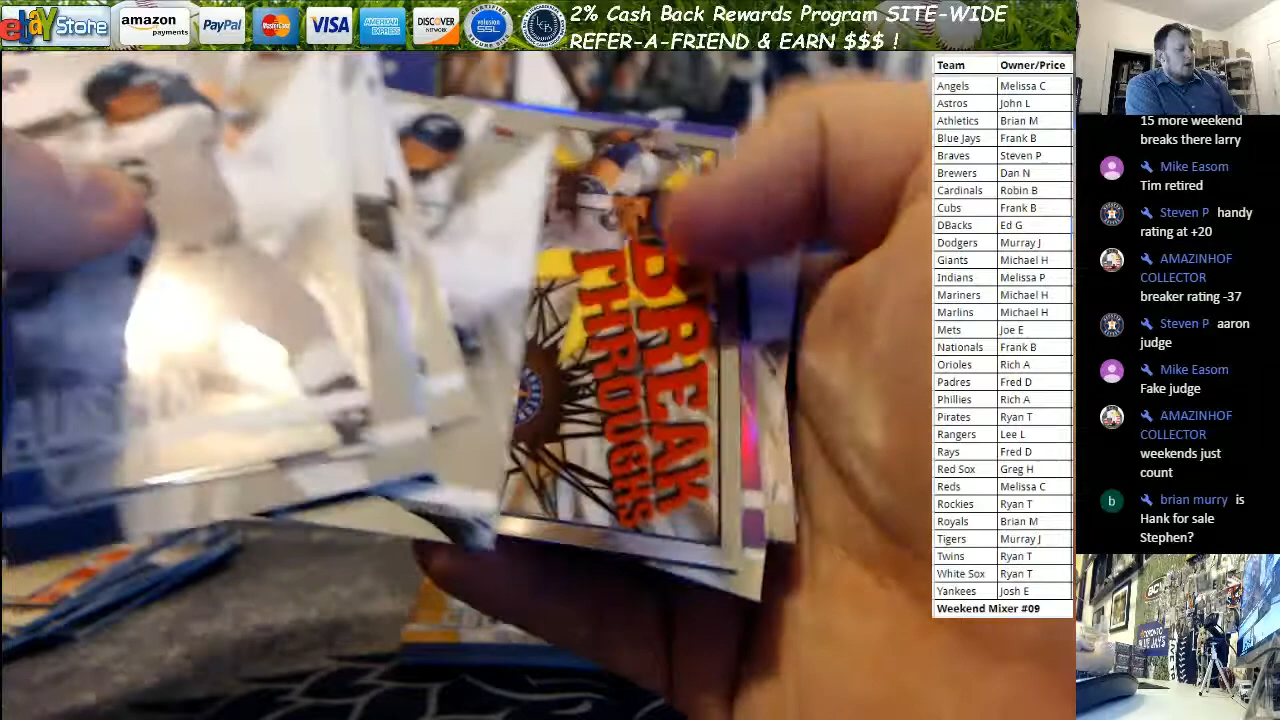 ebay Store
amazon
payments
PayPal
MasterCard
VISA
AMERICAN
EXPRESS
DISCOVER
NETWORK
CERTIFIED
volusion
SSL
2% Cash Back Rewards Program SITE-WIDE
REFER-A-FRIEND & EARN $$$ !
BREAK
THROUGHS
Team Owner/Price
Angels Melissa C
Astros John L
Athletics Brian M
Blue Jays Frank B
Braves Steven P
Brewers Dan N
Cardinals Robin B
Cubs Frank B
DBacks Ed G
Dodgers Murray J
Giants Michael H
Indians Melissa P
Mariners Michael H
Marlins Michael H
Mets Joe E
Nationals Frank B
Orioles Rich A
Padres Fred D
Phillies Rich A
Pirates Ryan T
Rangers Lee L
Rays Fred D
Red Sox Greg H
Reds Melissa C
Rockies Ryan T
Royals Brian M
Tigers Murray J
Twins Ryan T
White Sox Ryan T
Yankees Josh E
Weekend Mixer #09
15 more weekend
breaks there larry
Mike Easom
Tim retired
Steven P handy
rating at +20
AMAZINHOF
COLLECTOR
breaker rating -37
Steven P aaron
judge
Mike Easom
Fake judge
AMAZINHOF
COLLECTOR
weekends just
count
b brian murry is
Hank for sale
Stephen?